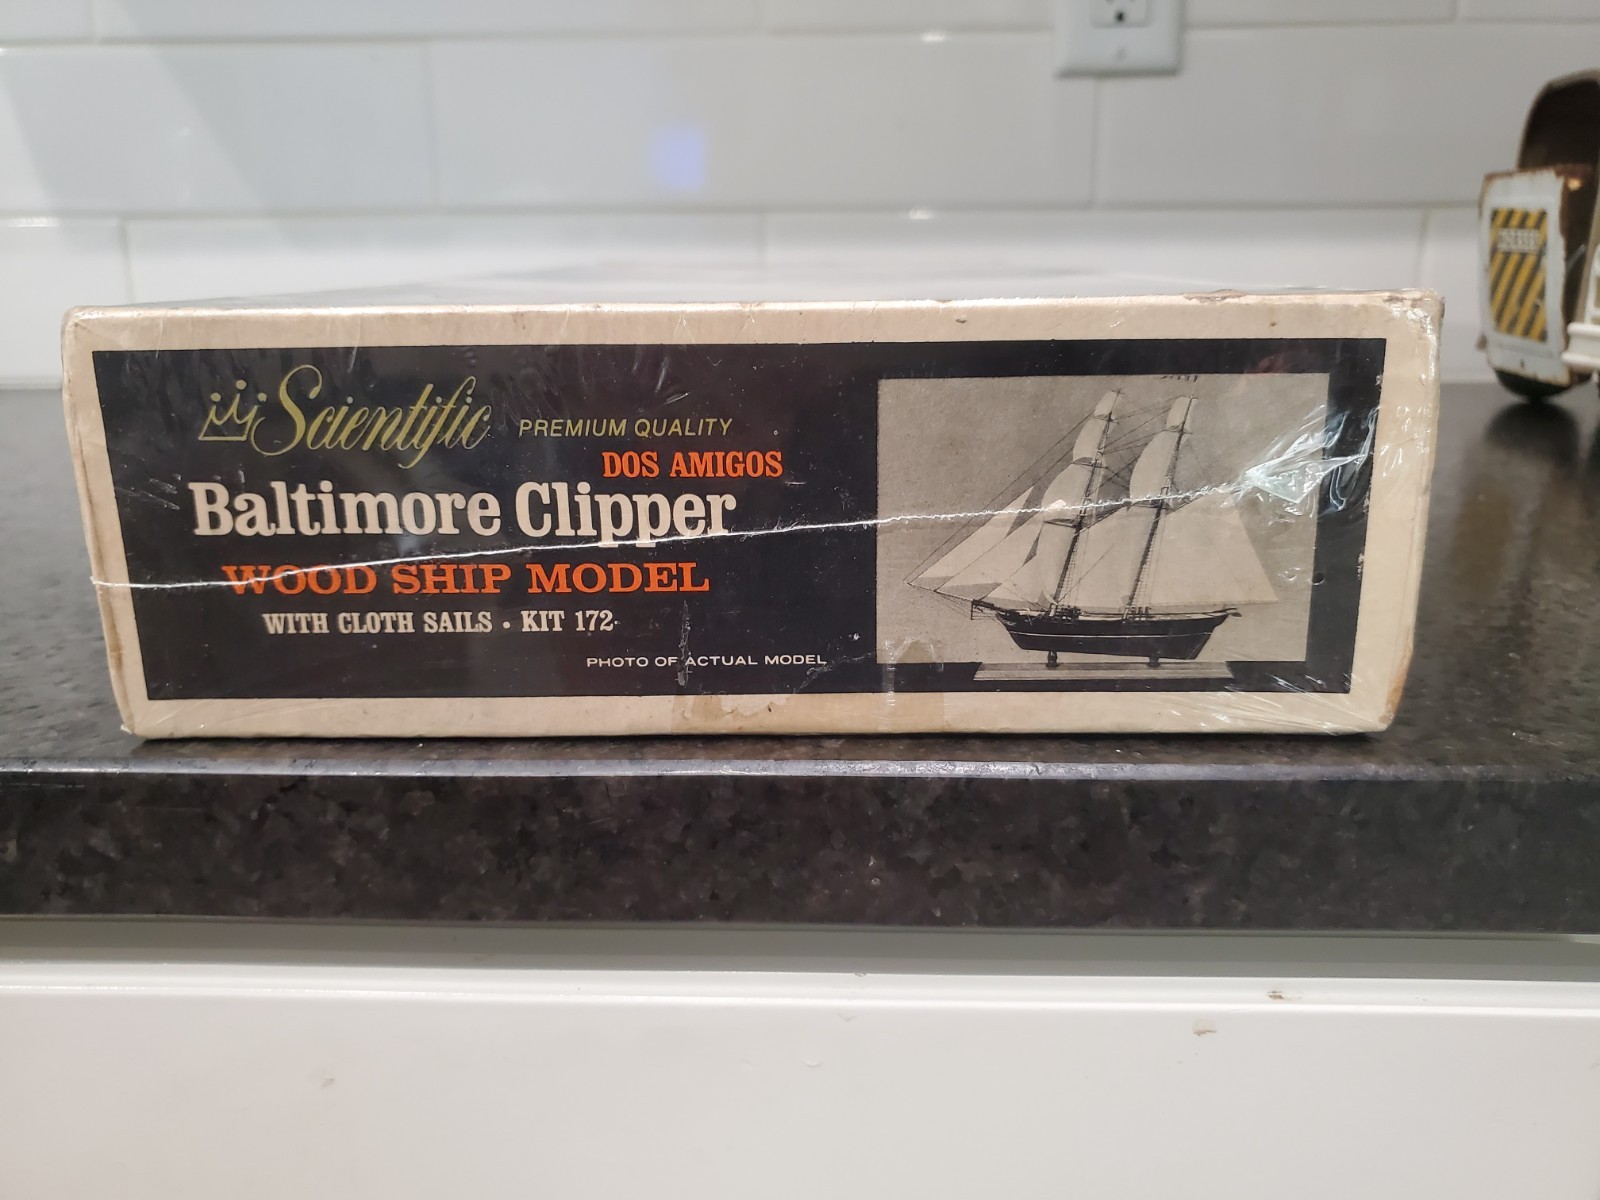 Scientific PREMIUM QUALITY
DOS AMIGOS
Baltimore Clipper
WOOD SHIP MODEL
WITH CLOTH SAILS • KIT 172
PHOTO OF ACTUAL MODEL